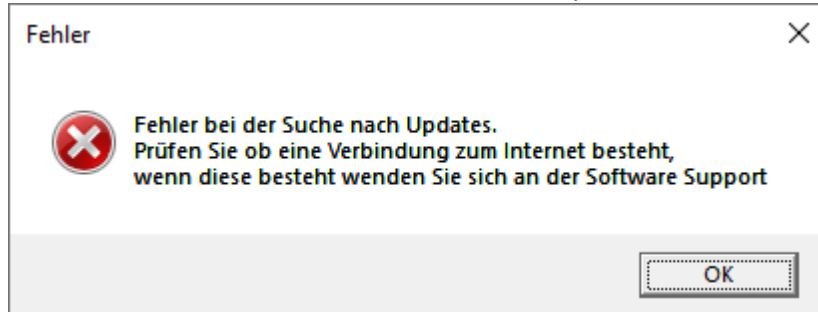 Fehler
Fehler bei der Suche nach Updates.
Prüfen Sie ob eine Verbindung zum Internet besteht,
wenn diese besteht wenden Sie sich an der Software Support
OK